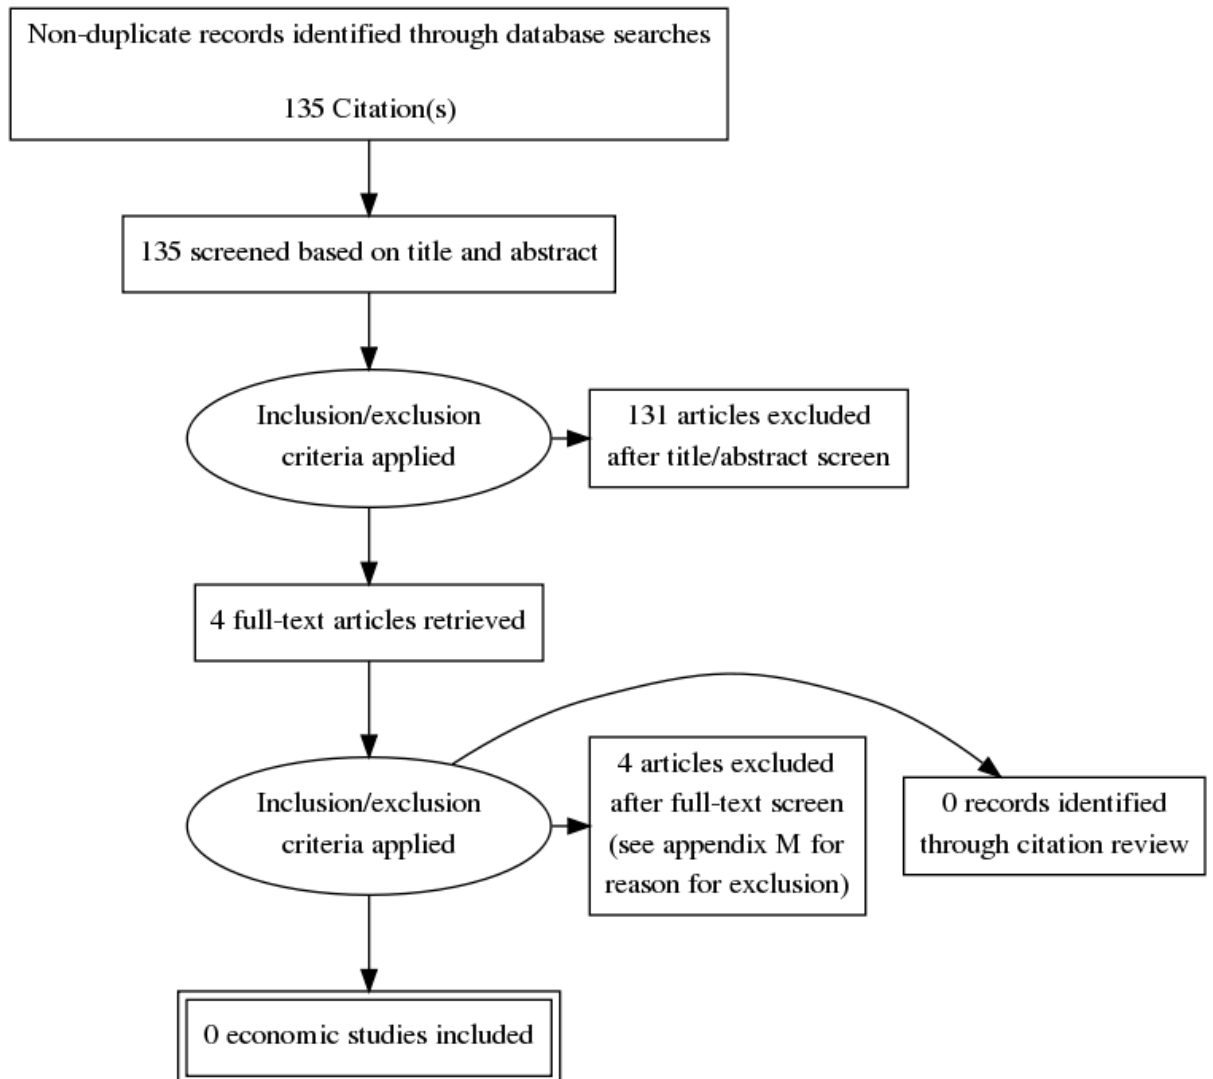 Non-duplicate records identified through database searches
135 Citation(s)
135 screened based on title and abstract
Inclusion/exclusion
criteria applied
131 articles excluded
after title/abstract screen
4 full-text articles retrieved
Inclusion/exclusion
criteria applied
4 articles excluded
after full-text screen
(see appendix M for
reason for exclusion)
0 records identified
through citation review
0 economic studies included